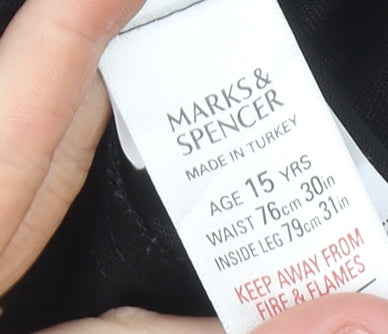 MARKS &
SPENCER
MADE IN TURKEY
AGE 15 YRS
WAIST 76cm 30in
INSIDE LEG 79cm 31in
KEEP AWAY FROM
FIRE & FLAMES